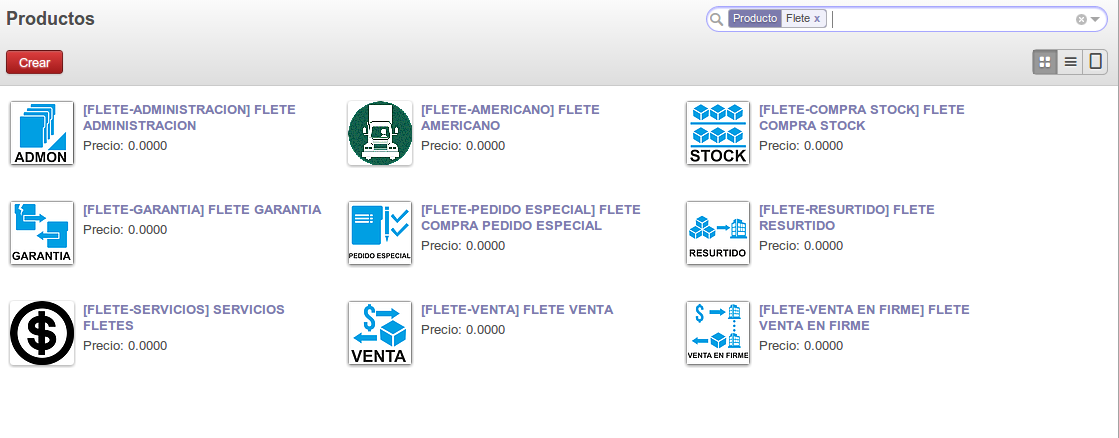 Productos
Producto Flete x
Crear
[FLETE-ADMINISTRACION] FLETE
ADMINISTRACION
Precio: 0.0000
ADMON
[FLETE-AMERICANO] FLETE
AMERICANO
Precio: 0.0000
[FLETE-COMPRA STOCK] FLETE
COMPRA STOCK
Precio: 0.0000
STOCK
[FLETE-GARANTIA] FLETE GARANTIA
Precio: 0.0000
GARANTIA
[FLETE-PEDIDO ESPECIAL] FLETE
COMPRA PEDIDO ESPECIAL
Precio: 0.0000
PEDIDO ESPECIAL
[FLETE-RESURTIDO] FLETE
RESURTIDO
Precio: 0.0000
RESURTIDO
[FLETE-SERVICIOS] SERVICIOS
FLETES
Precio: 0.0000
$
[FLETE-VENTA] FLETE VENTA
Precio: 0.0000
$
VENTA
[FLETE-VENTA EN FIRME] FLETE
VENTA EN FIRME
Precio: 0.0000
$
VENTA EN FIRME